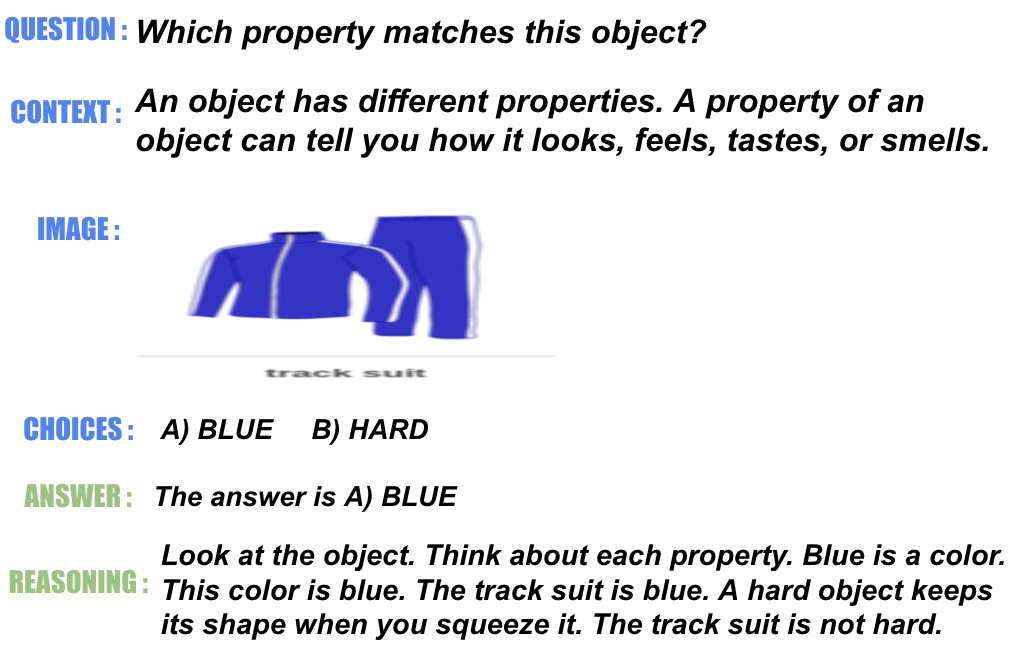 QUESTION : Which property matches this object?
CONTEXT : An object has different properties. A property of an
object can tell you how it looks, feels, tastes, or smells.
IMAGE :
track suit
CHOICES : A) BLUE B) HARD
ANSWER : The answer is A) BLUE
REASONING : Look at the object. Think about each property. Blue is a color.
This color is blue. The track suit is blue. A hard object keeps
its shape when you squeeze it. The track suit is not hard.